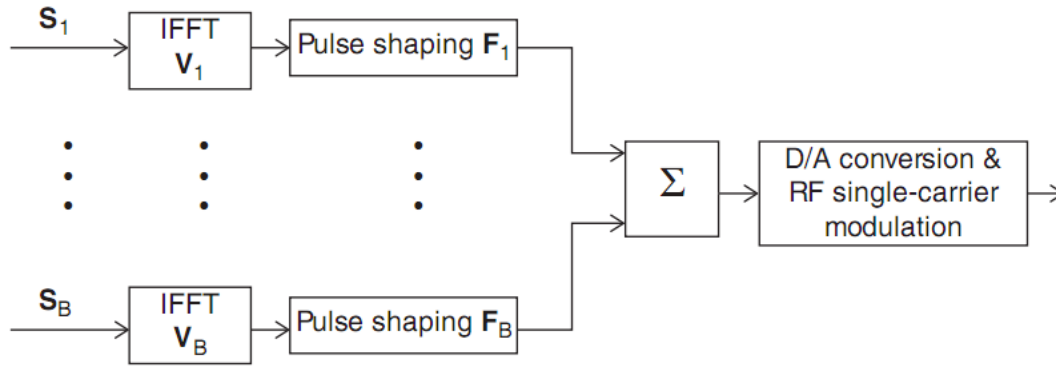 S1
IFFT
V1
Pulse shaping F1
Σ
D/A conversion &
RF single-carrier
modulation
SB
IFFT
VB
Pulse shaping FB